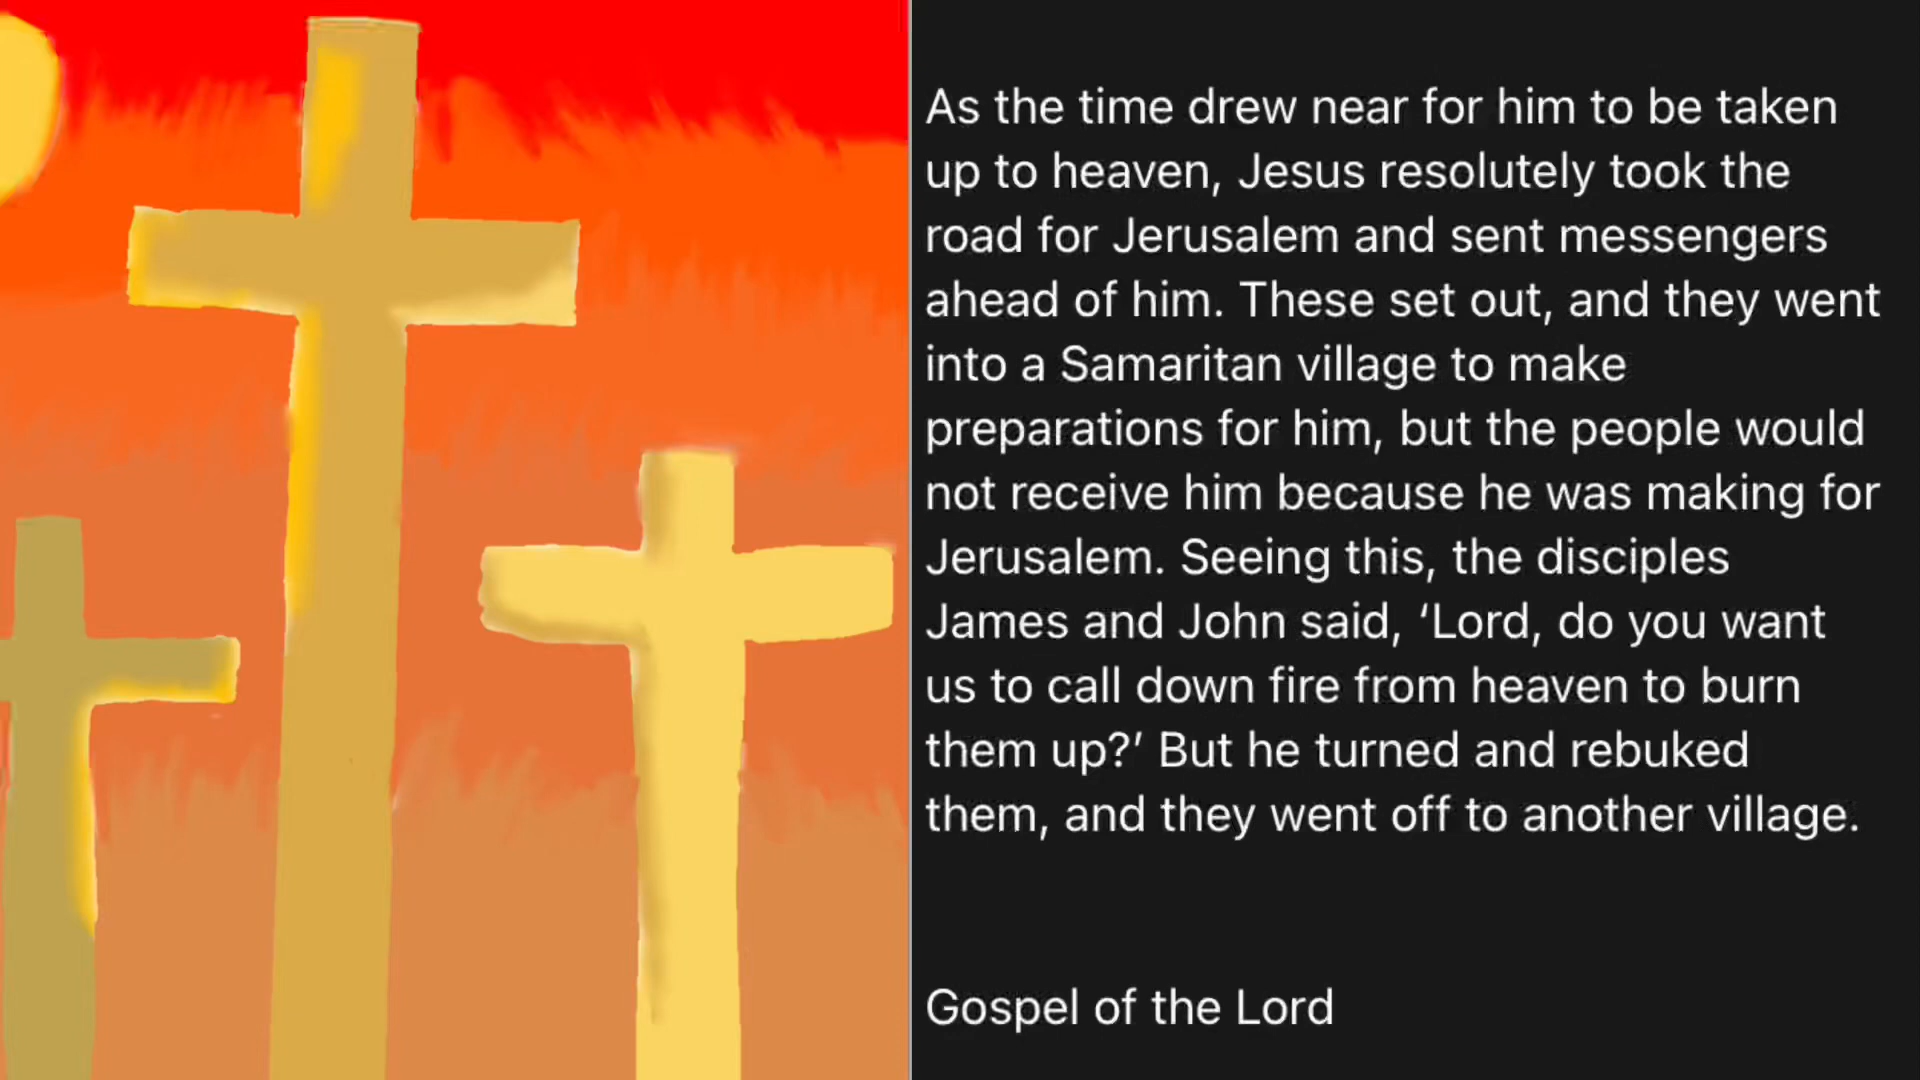 As the time drew near for him to be taken
up to heaven, Jesus resolutely took the
road for Jerusalem and sent messengers
ahead of him. These set out, and they went
into a Samaritan village to make
preparations for him, but the people would
not receive him because he was making for
Jerusalem. Seeing this, the disciples
James and John said, ‘Lord, do you want
us to call down fire from heaven to burn
them up?’ But he turned and rebuked
them, and they went off to another village.
Gospel of the Lord